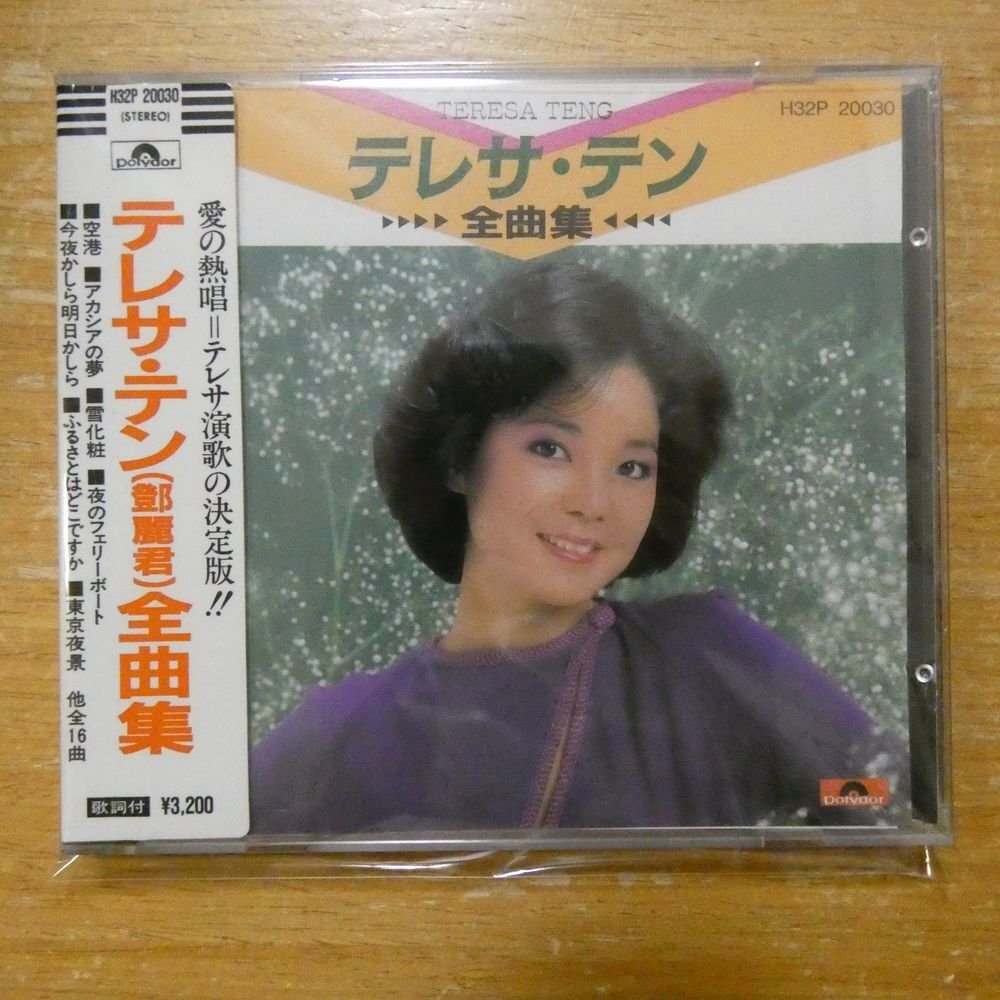 H32P 20030
(STEREO)
polydor
愛の熱唱=テレサ演歌の決定版!!
テレサ・テン(鄧麗君)全曲集
■空港 ■アカシアの夢 ■雪化粧 ■夜のフェリーボート
■今夜かしら明日かしら ■ふるさとはどこですか ■東京夜景 他全16曲
歌詞付 ¥3,200
TERESA TENG
H32P 20030
テレサ・テン
全曲集
polydor